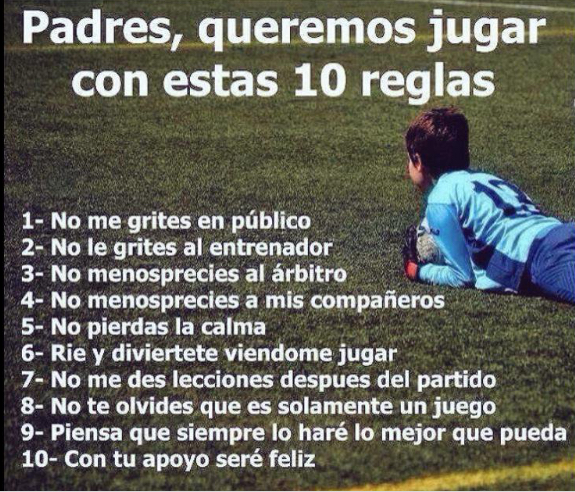 Padres, queremos jugar
con estas 10 reglas
1- No me grites en público
2- No le grites al entrenador
3- No menosprecies al árbitro
4- No menosprecies a mis compañeros
5- No pierdas la calma
6- Rie y diviertete viendome jugar
7- No me des lecciones despues del partido
8- No te olvides que es solamente un juego
9- Piensa que siempre lo haré lo mejor que pueda
10- Con tu apoyo seré feliz